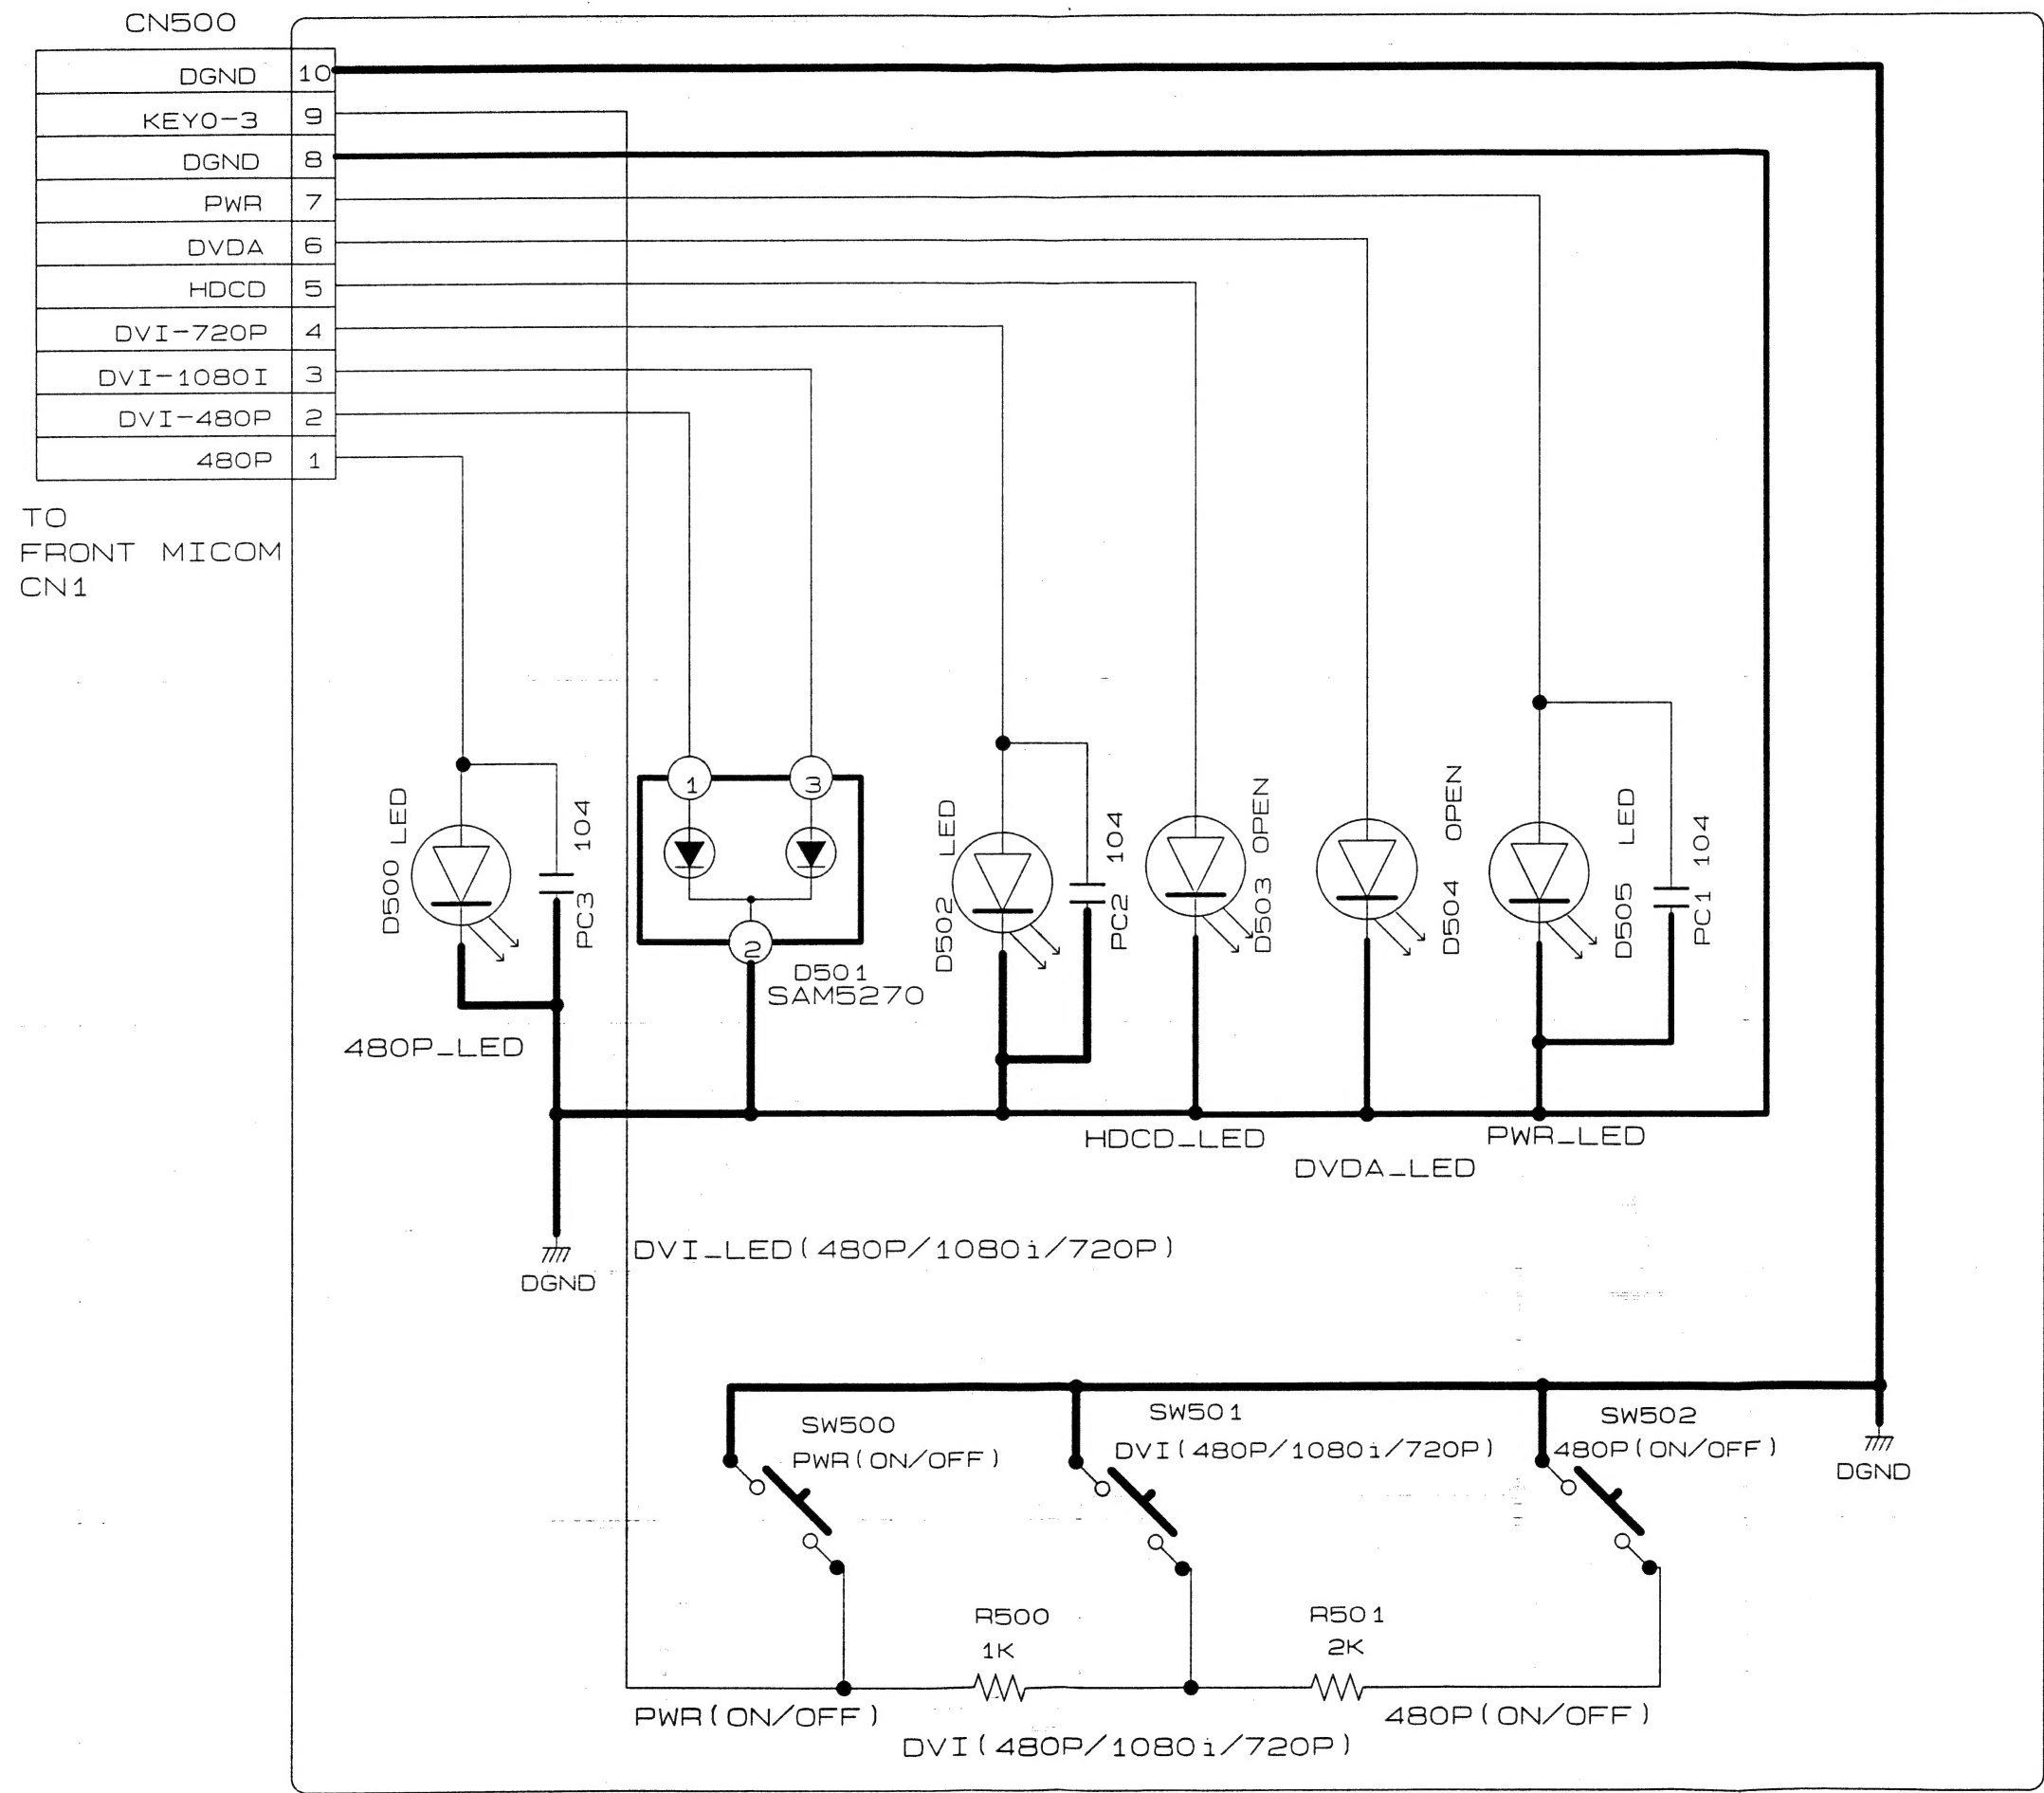 CN500
DGND 10
KEY0-3 9
DGND 8
PWR 7
DVDA 6
HDCD 5
DVI-720P 4
DVI-1080I 3
DVI-480P 2
480P 1
TO
FRONT MICOM
CN1
D500 LED
PC3 104
1 3
2
D501
SAM5270
D502 LED
PC2 104
D503 OPEN
D504 OPEN
D505 LED
PC1 104
480P_LED
HDCD_LED
PWR_LED
DVDA_LED
DVI_LED(480P/1080i/720P)
DGND
SW500
PWR(ON/OFF)
SW501
DVI(480P/1080i/720P)
SW502
480P(ON/OFF)
DGND
R500
1K
R501
2K
PWR(ON/OFF)
480P(ON/OFF)
DVI(480P/1080i/720P)